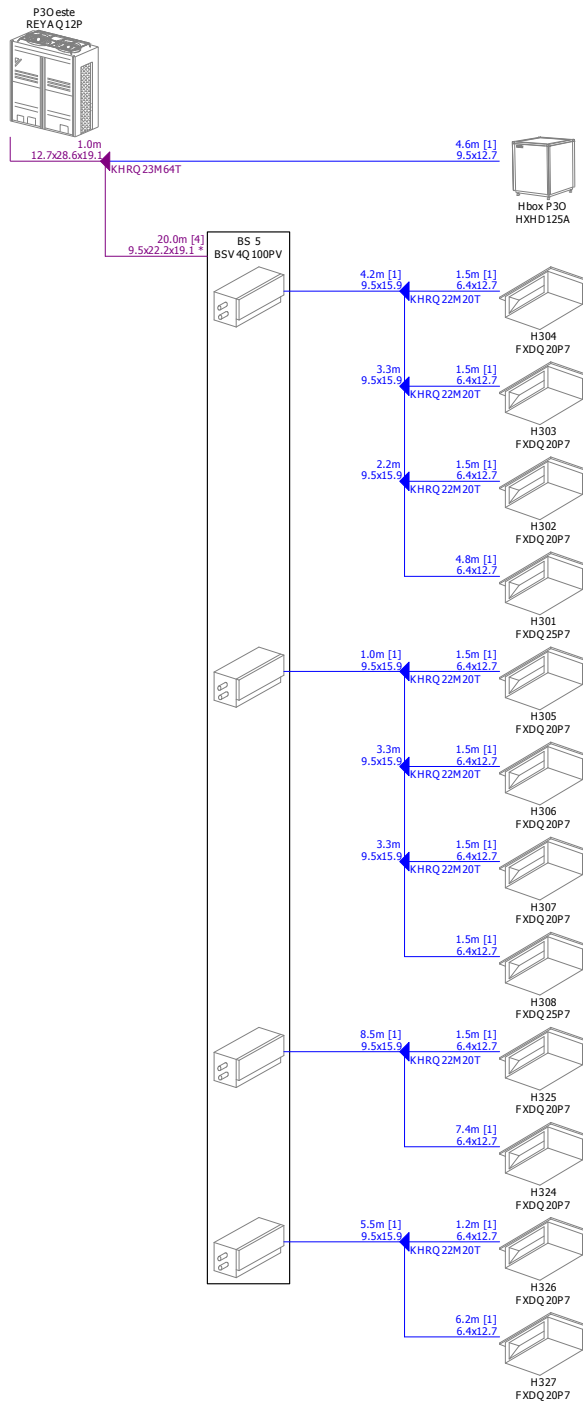 P3Oeste
REYAQ12P
1.0m
12.7x28.6x19.1
KHRQ23M64T
4.6m [1]
9.5x12.7
Hbox P3O
HXHD125A
20.0m [4]
9.5x22.2x19.1 *
BS 5
BSV4Q100PV
4.2m [1]
9.5x15.9
KHRQ22M20T
1.5m [1]
6.4x12.7
H304
FXDQ20P7
3.3m
9.5x15.9
KHRQ22M20T
1.5m [1]
6.4x12.7
H303
FXDQ20P7
2.2m
9.5x15.9
KHRQ22M20T
1.5m [1]
6.4x12.7
H302
FXDQ20P7
4.8m [1]
6.4x12.7
H301
FXDQ25P7
1.0m [1]
9.5x15.9
KHRQ22M20T
1.5m [1]
6.4x12.7
H305
FXDQ20P7
3.3m
9.5x15.9
KHRQ22M20T
1.5m [1]
6.4x12.7
H306
FXDQ20P7
3.3m
9.5x15.9
KHRQ22M20T
1.5m [1]
6.4x12.7
H307
FXDQ20P7
1.5m [1]
6.4x12.7
H308
FXDQ25P7
8.5m [1]
9.5x15.9
KHRQ22M20T
1.5m [1]
6.4x12.7
H325
FXDQ20P7
7.4m [1]
6.4x12.7
H324
FXDQ20P7
5.5m [1]
9.5x15.9
KHRQ22M20T
1.2m [1]
6.4x12.7
H326
FXDQ20P7
6.2m [1]
6.4x12.7
H327
FXDQ20P7